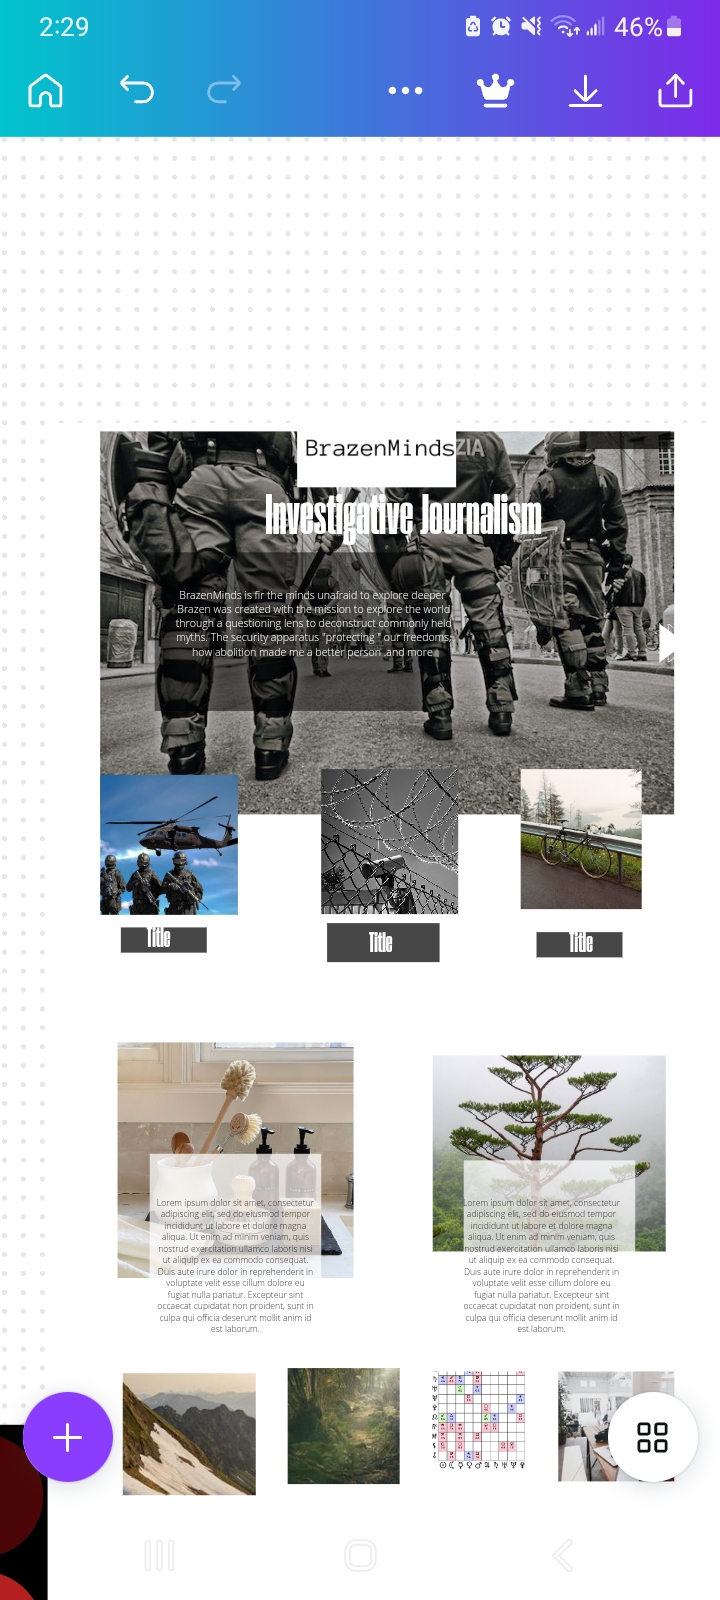 2:29
46%
BrazenMinds
ZIA
Investigative Journalism
BrazenMinds is fir the minds unafraid to explore deeper
Brazen was created with the mission to explore the world
through a questioning lens to deconstruct commonly held
myths. The security apparatus "protecting " our freedoms,
how abolition made me a better person .and more
Title
Title
Title
Lorem ipsum dolor sit amet, consectetur
adipiscing elit, sed do eiusmod tempor
incididunt ut labore et dolore magna
aliqua. Ut enim ad minim veniam, quis
nostrud exercitation ullamco laboris nisi
ut aliquip ex ea commodo consequat.
Duis aute irure dolor in reprehenderit in
voluptate velit esse cillum dolore eu
fugiat nulla pariatur. Excepteur sint
occaecat cupidatat non proident, sunt in
culpa qui officia deserunt mollit anim id
est laborum.
Lorem ipsum dolor sit amet, consectetur
adipiscing elit, sed do eiusmod tempor
incididunt ut labore et dolore magna
aliqua. Ut enim ad minim veniam, quis
nostrud exercitation ullamco laboris nisi
ut aliquip ex ea commodo consequat.
Duis aute irure dolor in reprehenderit in
voluptate velit esse cillum dolore eu
fugiat nulla pariatur. Excepteur sint
occaecat cupidatat non proident, sunt in
culpa qui officia deserunt mollit anim id
est laborum.